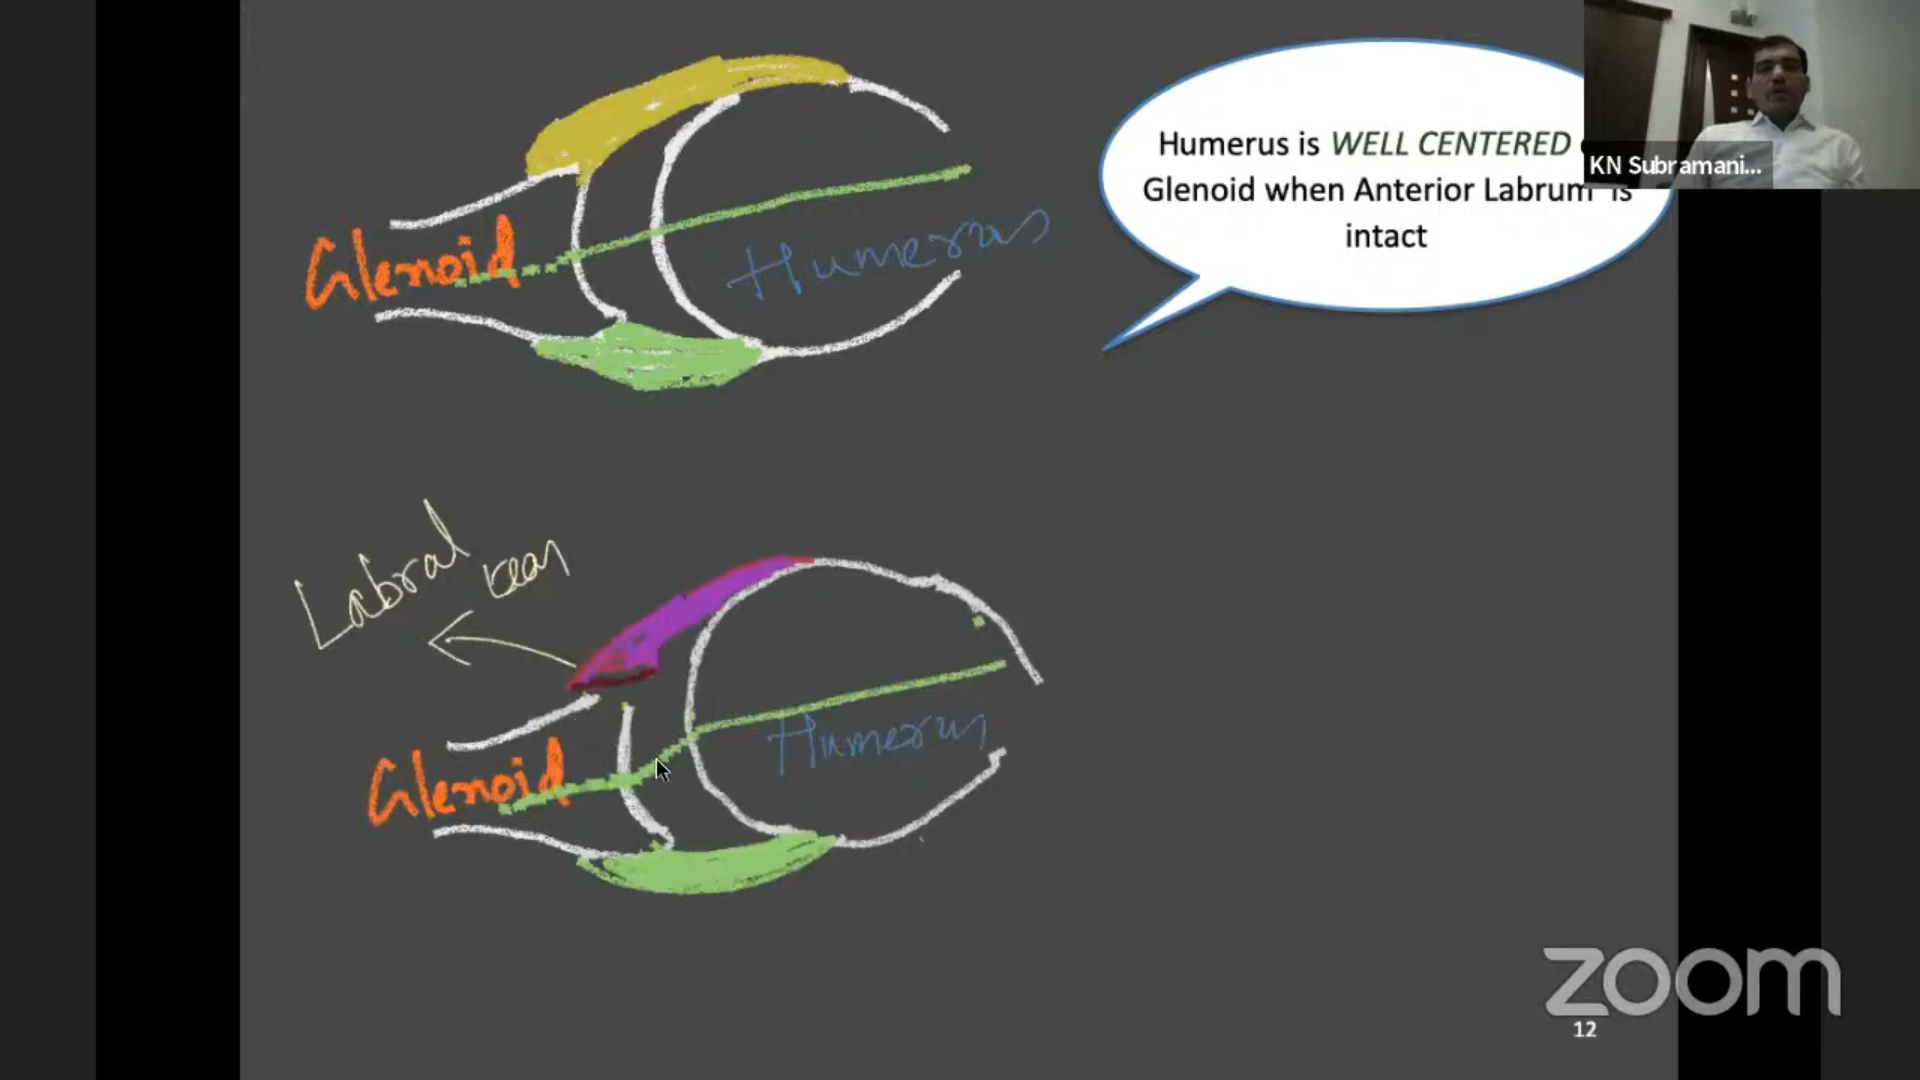 Humerus is WELL CENTERED
Glenoid when Anterior Labrum is
intact
KN Subramani...
Glenoid
Humerus
Labral
tear
Glenoid
Humerus
zoom
12